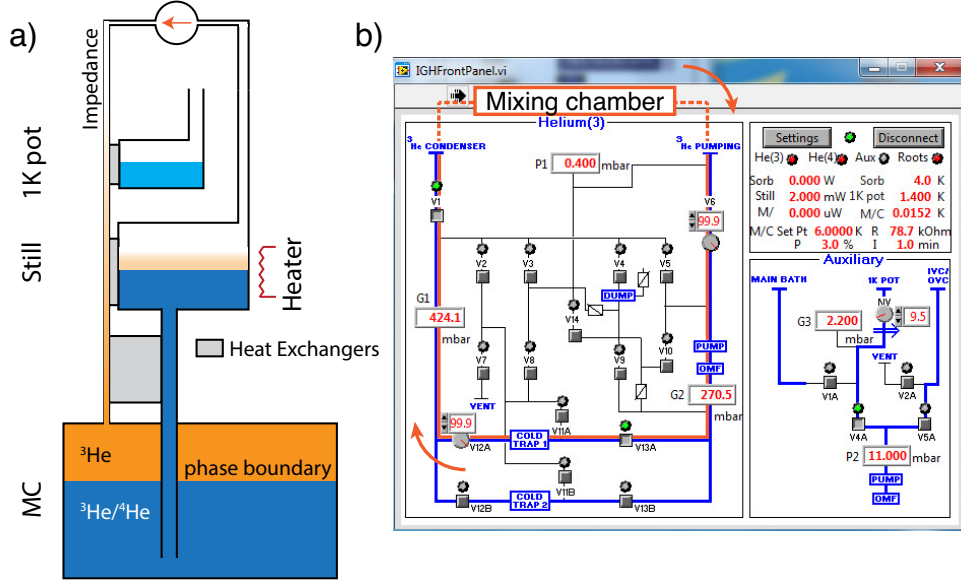 a)
Impedance
1K pot
Still
Heater
Heat Exchangers
MC
³He
phase boundary
³He/⁴He
b)
IGHFrontPanel.vi
Mixing chamber
Helium(3)
³He CONDENSER
³He PUMPING
P1 0.400 mbar
V1
V6
99.9
V2 V3 V4 V5
DUMP
G1
424.1
mbar
V14
PUMP
V7 V8 V9 V10
OMF
G2 270.5
mbar
VENT
V11A
99.9
V12A COLD TRAP 1 V13A
V11B
V12B COLD TRAP 2 V13B
Settings Disconnect
He(3) He(4) Aux Roots
Sorb 0.000 W Sorb 4.0 K
Still 2.000 mW 1K pot 1.400 K
M/ 0.000 uW M/C 0.0152 K
M/C Set Pt 6.0000 K R 78.7 kOhm
P 3.0 % I 1.0 min
Auxiliary
MAIN BATH 1K POT IVC/OVC
NV
9.5
G3 2.200
mbar
VENT
V1A V2A
V4A V5A
P2 11.000 mbar
PUMP
OMF